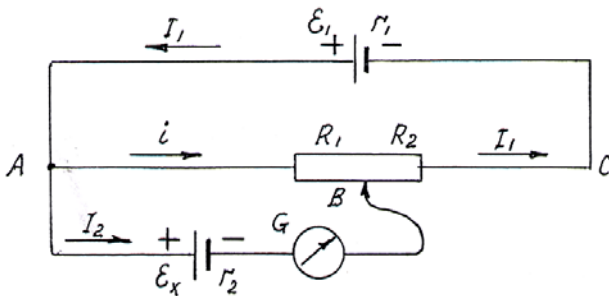 I₁ ε₁ r₁
+ −
A i R₁ R₂ I₁ C
B
I₂ + − G
εₓ r₂